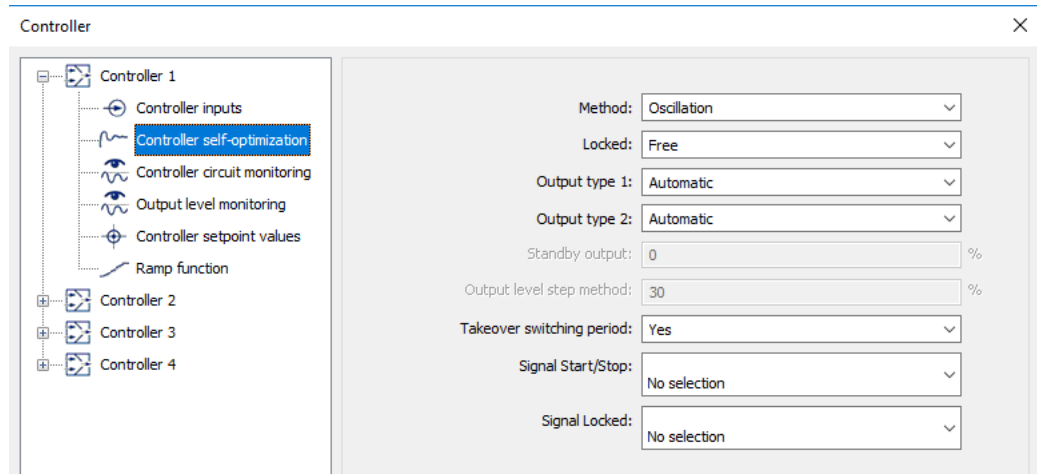 Controller
Controller 1
Controller inputs
Controller self-optimization
Controller circuit monitoring
Output level monitoring
Controller setpoint values
Ramp function
Controller 2
Controller 3
Controller 4
Method: Oscillation
Locked: Free
Output type 1: Automatic
Output type 2: Automatic
Standby output: 0 %
Output level step method: 30 %
Takeover switching period: Yes
Signal Start/Stop: No selection
Signal Locked: No selection